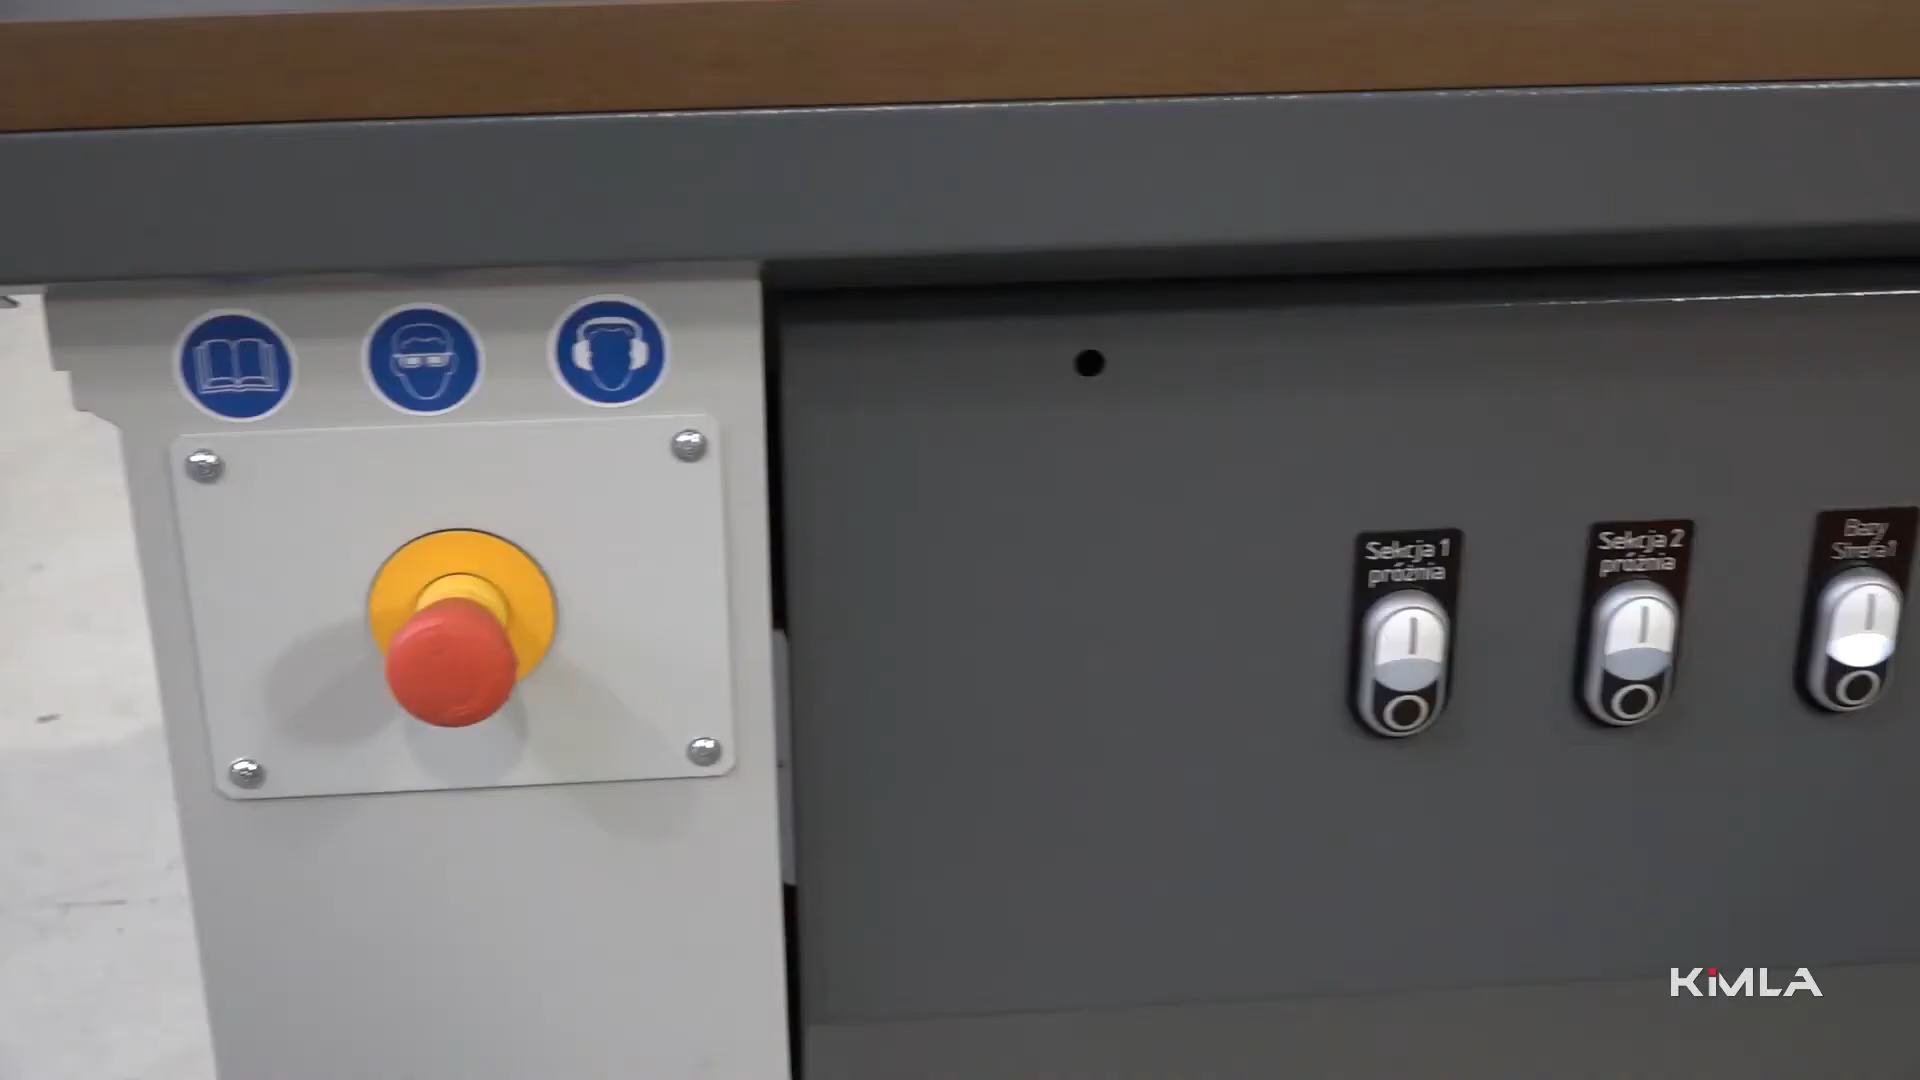 Sekcja 1
próżnia
Sekcja 2
próżnia
Bazy
Strefa1
KIMLA